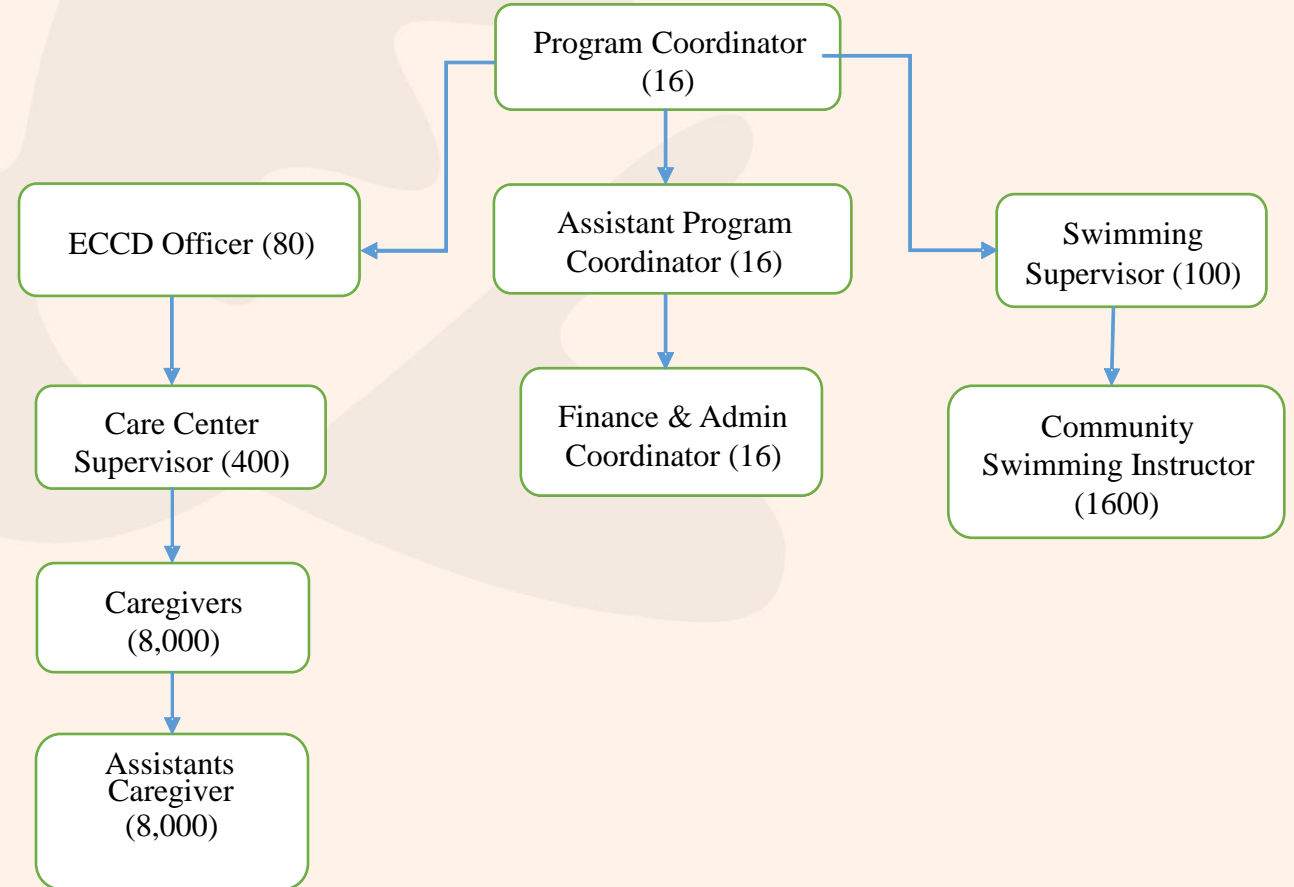 Program Coordinator
(16)
ECCD Officer (80)
Assistant Program
Coordinator (16)
Swimming
Supervisor (100)
Care Center
Supervisor (400)
Finance & Admin
Coordinator (16)
Community
Swimming Instructor
(1600)
Caregivers
(8,000)
Assistants
Caregiver
(8,000)